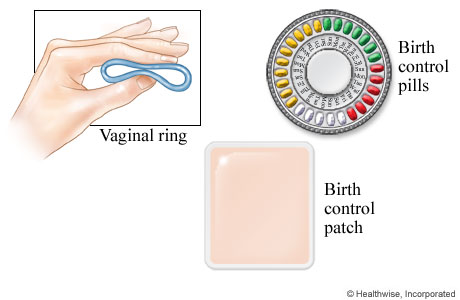 Vaginal ring
Birth
control
pills
Birth
control
patch
© Healthwise, Incorporated